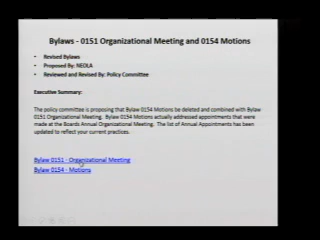 Bylaws - 0151 Organizational Meeting and 0154 Motions
• Revised Bylaws
• Proposed By: NEOLA
• Reviewed and Revised By: Policy Committee
Executive Summary:
The policy committee is proposing that Bylaw 0154 Motions be deleted and combined with Bylaw
0151 Organizational Meeting. Bylaw 0154 Motions actually addressed appointments that were
made at the Boards Annual Organizational Meeting. The list of Annual Appointments has been
updated to reflect your current practices.
Bylaw 0151 - Organizational Meeting
Bylaw 0154 - Motions